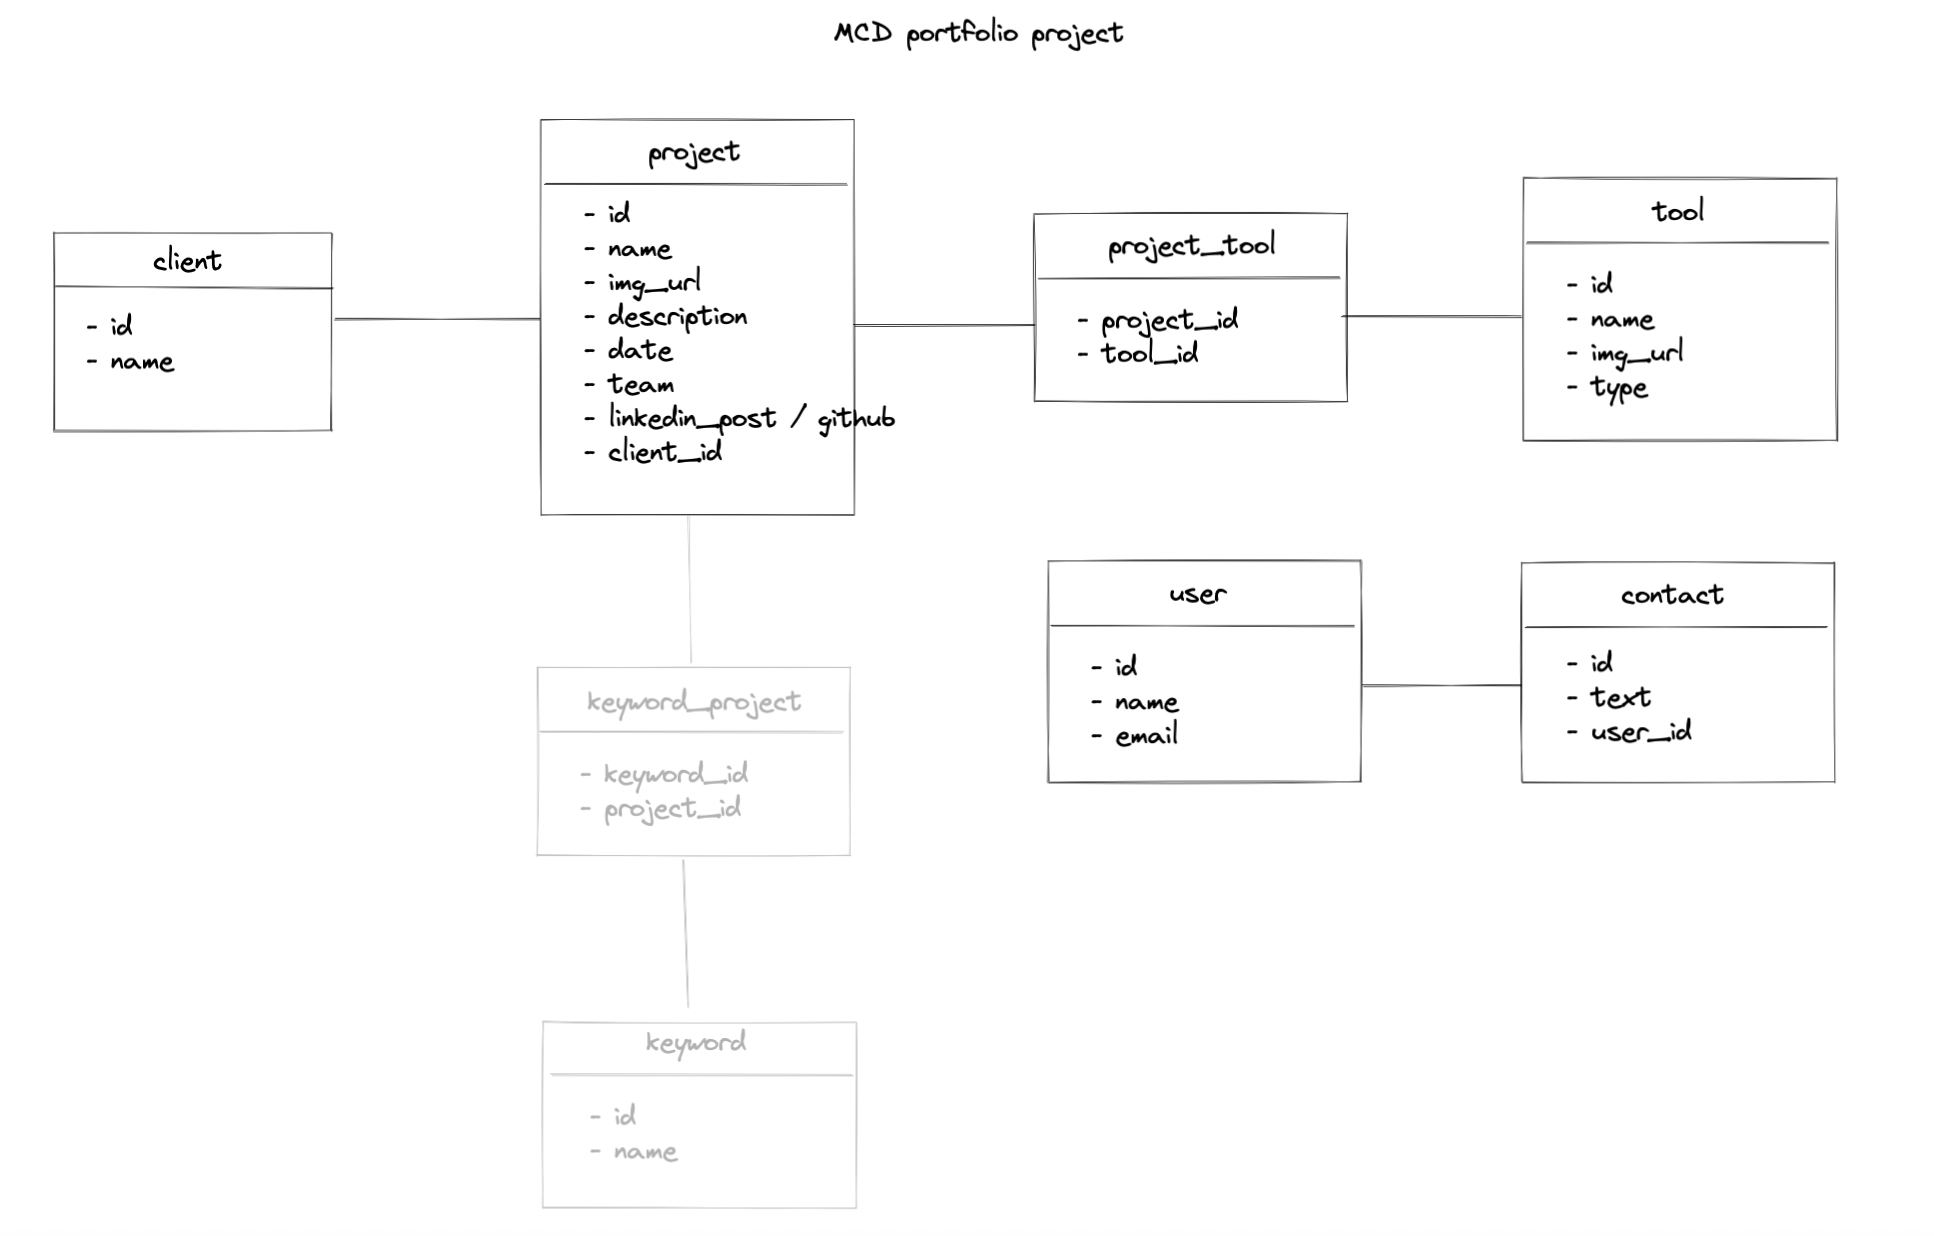 MCD portfolio project
client
- id
- name
project
- id
- name
- img_url
- description
- date
- team
- linkedin_post / github
- client_id
project_tool
- project_id
- tool_id
tool
- id
- name
- img_url
- type
user
- id
- name
- email
contact
- id
- text
- user_id
keyword_project
- keyword_id
- project_id
keyword
- id
- name